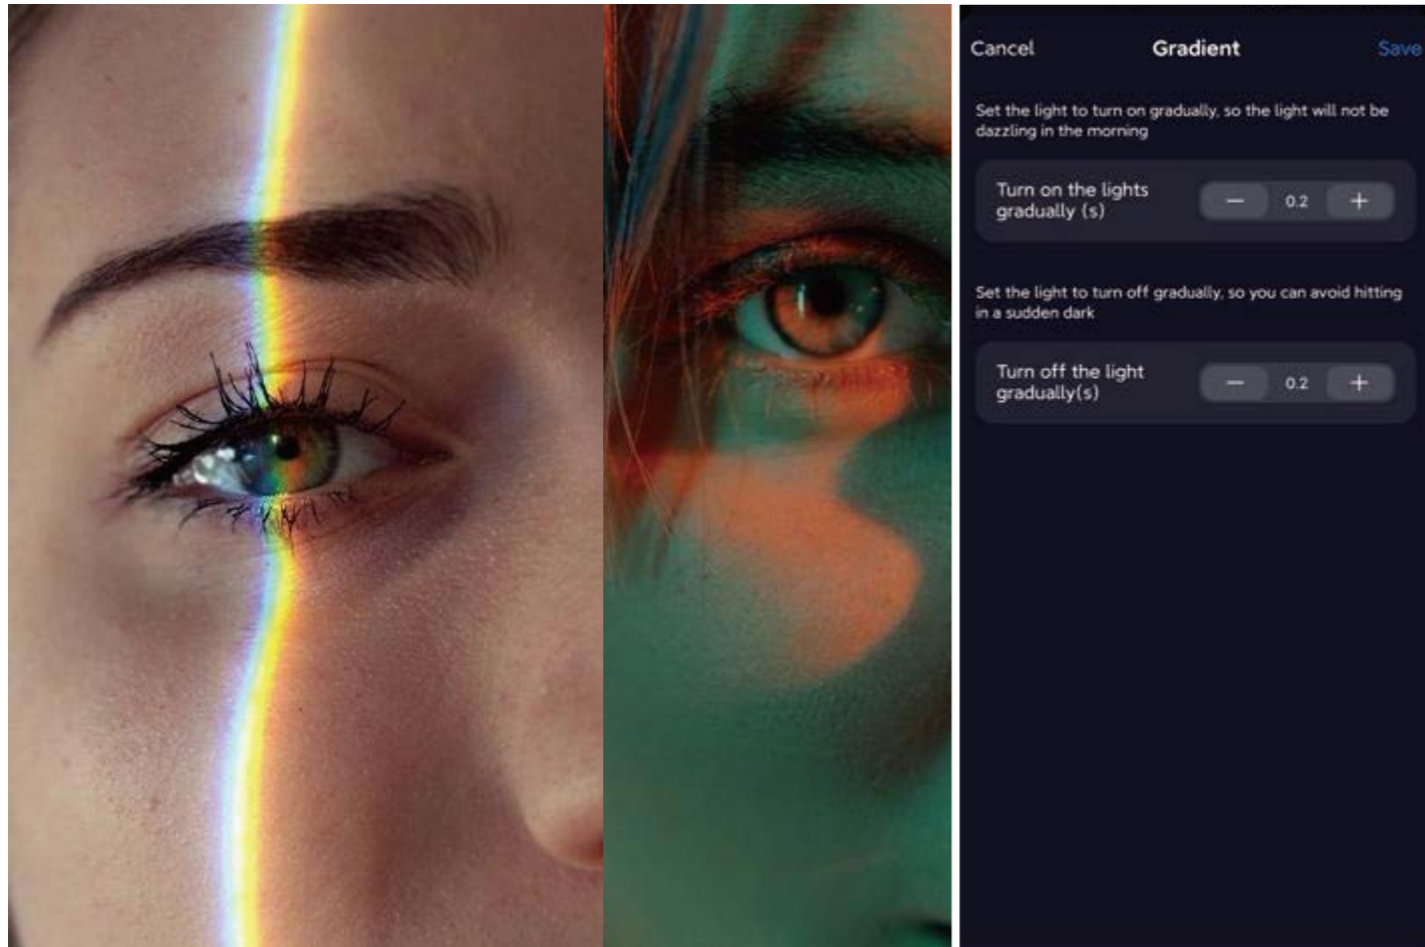 Cancel
Gradient
Save
Set the light to turn on gradually, so the light will not be
dazzling in the morning
Turn on the lights
gradually (s)
— 0.2 +
Set the light to turn off gradually, so you can avoid hitting
in a sudden dark
Turn off the light
gradually(s)
— 0.2 +